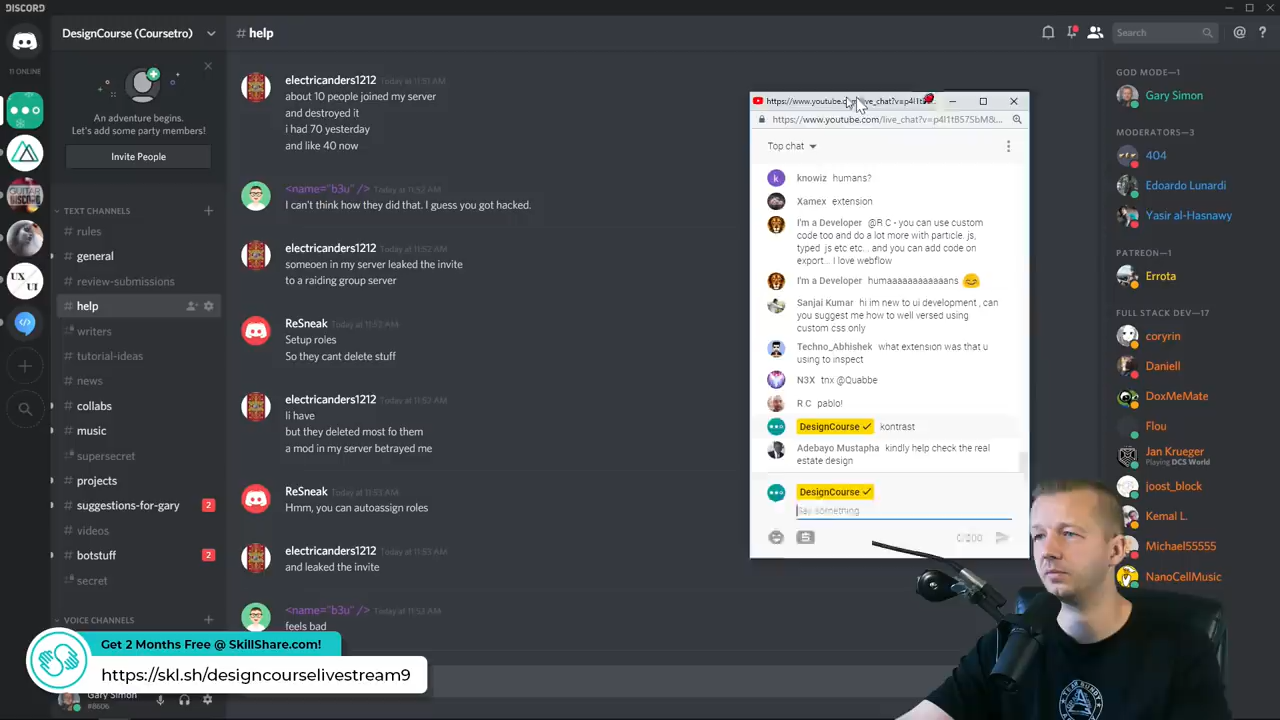 DISCORD
11 ONLINE
DesignCourse (Coursetro)
An adventure begins.
Let's add some party members!
Invite People
TEXT CHANNELS
# rules
# general
# review-submissions
# help
# writers
# tutorial-ideas
# news
# collabs
# music
# supersecret
# projects
# suggestions-for-gary 2
# videos
# botstuff 2
# secret
VOICE CHANNELS
UX
UI
GUITAR
DISCORD
# help
Search
electricanders1212 Today at 11:51 AM
about 10 people joined my server
and destroyed it
i had 70 yesterday
and like 40 now
<name="b3u" /> Today at 11:52 AM
I can't think how they did that. I guess you got hacked.
electricanders1212 Today at 11:52 AM
someoen in my server leaked the invite
to a raiding group server
ReSneak Today at 11:52 AM
Setup roles
So they cant delete stuff
electricanders1212 Today at 11:52 AM
Ii have
but they deleted most fo them
a mod in my server betrayed me
ReSneak Today at 11:53 AM
Hmm, you can autoassign roles
electricanders1212 Today at 11:53 AM
and leaked the invite
<name="b3u" /> Today at 11:53 AM
feels bad
https://www.youtube.com/live_chat?v=p4l1tBS7SbM&...
Top chat
knowiz humans?
Xamex extension
I'm a Developer @R C - you can use custom
code too and do a lot more with particle. js,
typed js etc etc.. and you can add code on
export... I love webflow
I'm a Developer humaaaaaaaaaaans
Sanjai Kumar hi im new to ui development , can
you suggest me how to well versed using
custom css only
Techno_Abhishek what extension was that u
using to inspect
N3X tnx @Quabbe
R C pablo!
DesignCourse kontrast
Adebayo Mustapha kindly help check the real
estate design
DesignCourse
Say something
0/200
GOD MODE—1
Gary Simon
MODERATORS—3
404
Edoardo Lunardi
Yasir al-Hasnawy
PATREON—1
Errota
FULL STACK DEV—17
coryrin
Daniell
DoxMeMate
Flou
Jan Krueger
Playing DCS World
joost_block
Kemal L.
Michael55555
NanoCellMusic
Get 2 Months Free @ SkillShare.com!
https://skl.sh/designcourselivestream9
Gary Simon
#8606